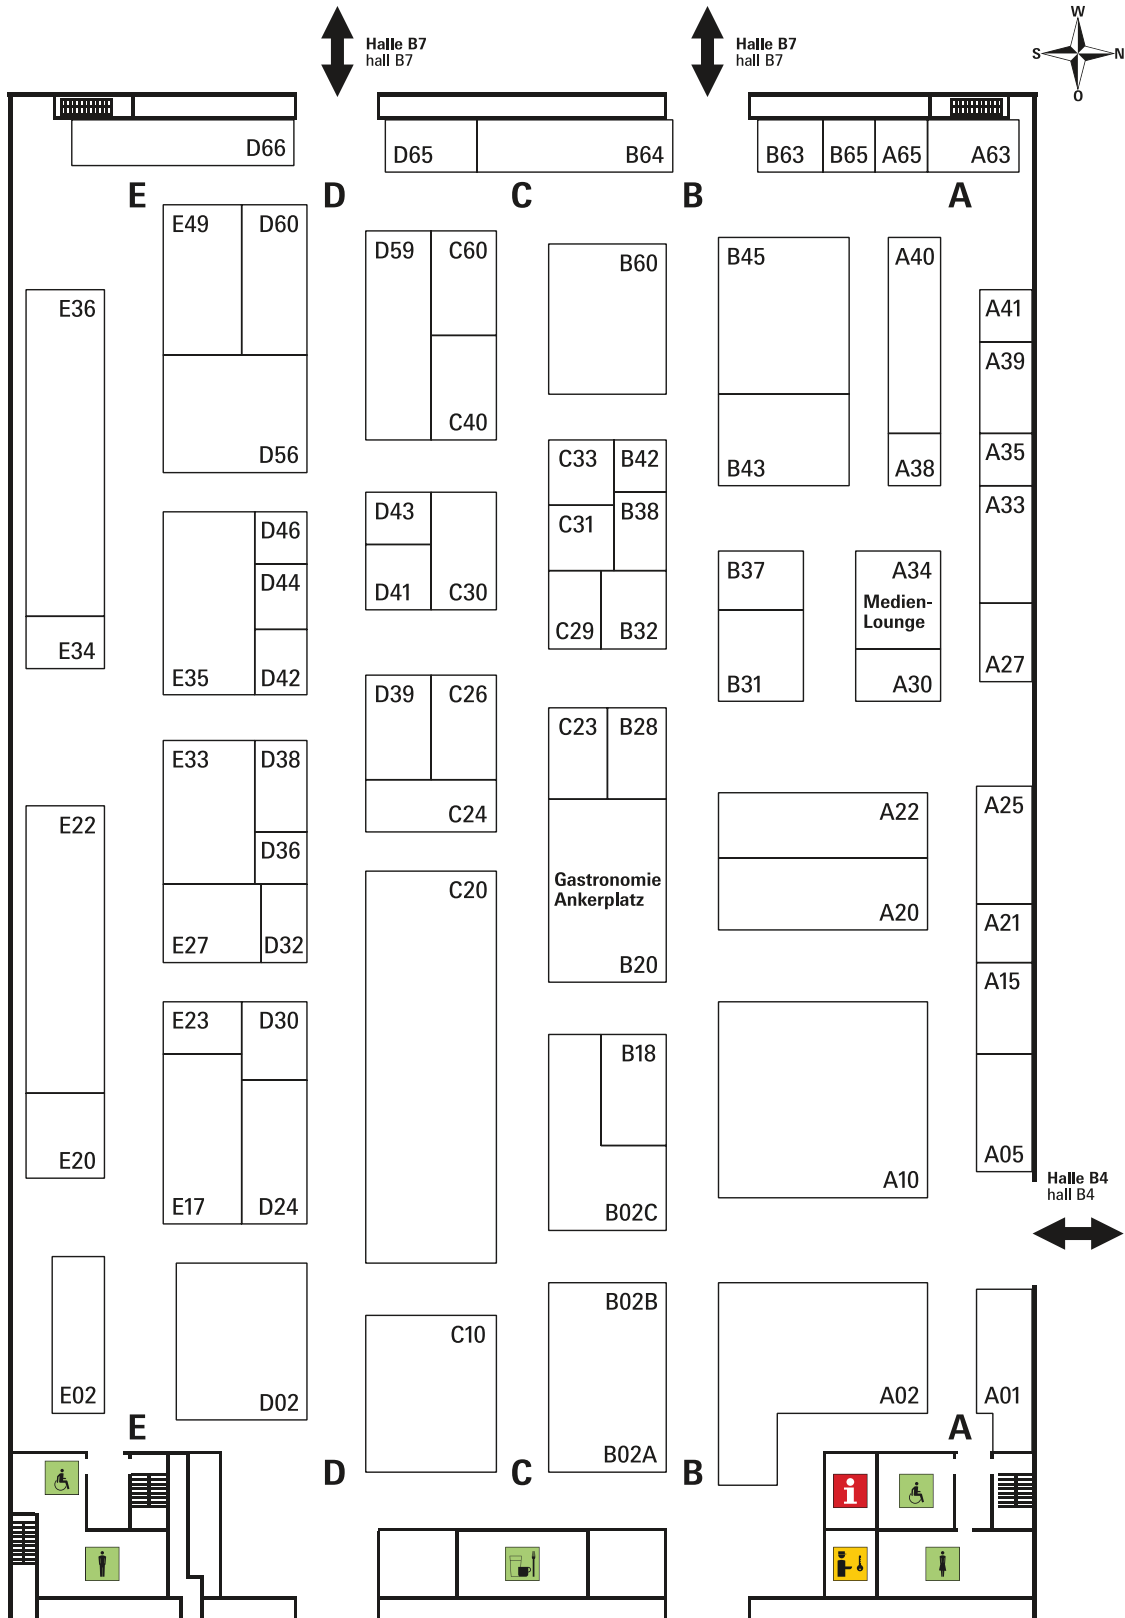 Halle B7
hall B7
Halle B7
hall B7
W
S
N
O
D66
D65
B64
B63
B65
A65
A63
E
D
C
B
A
E49
D60
D59
C60
B60
B45
A40
E36
A41
A39
C40
D56
C33
B42
B43
A38
A35
D43
C31
B38
A33
D46
D44
D41
C30
B37
A34
Medien-
Lounge
E34
E35
D42
C29
B32
B31
A30
A27
D39
C26
C23
B28
E33
D38
C24
A22
A25
E22
D36
C20
Gastronomie
Ankerplatz
A20
A21
E27
D32
B20
A15
E23
D30
B18
E20
A05
A10
Halle B4
hall B4
E17
D24
B02C
B02B
C10
E02
D02
A02
A01
E
A
B02A
D
C
B
i